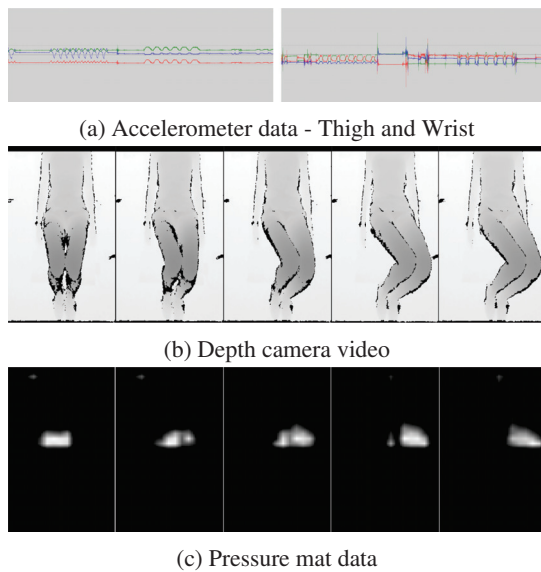 (a) Accelerometer data - Thigh and Wrist
(b) Depth camera video
(c) Pressure mat data